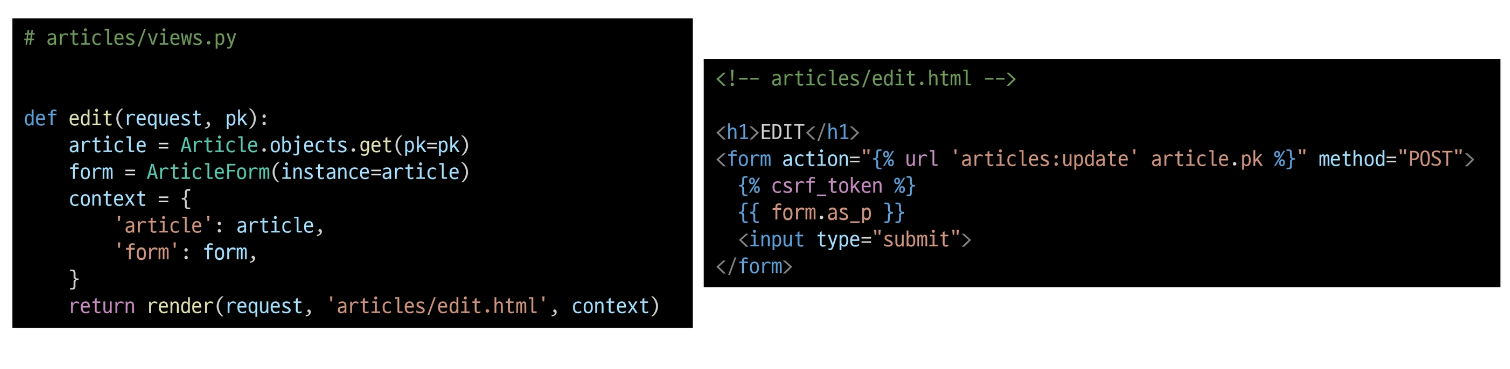 # articles/views.py
def edit(request, pk):
    article = Article.objects.get(pk=pk)
    form = ArticleForm(instance=article)
    context = {
        'article': article,
        'form': form,
    }
    return render(request, 'articles/edit.html', context)
<!-- articles/edit.html -->
<h1>EDIT</h1>
<form action="{% url 'articles:update' article.pk %}" method="POST">
  {% csrf_token %}
  {{ form.as_p }}
  <input type="submit">
</form>